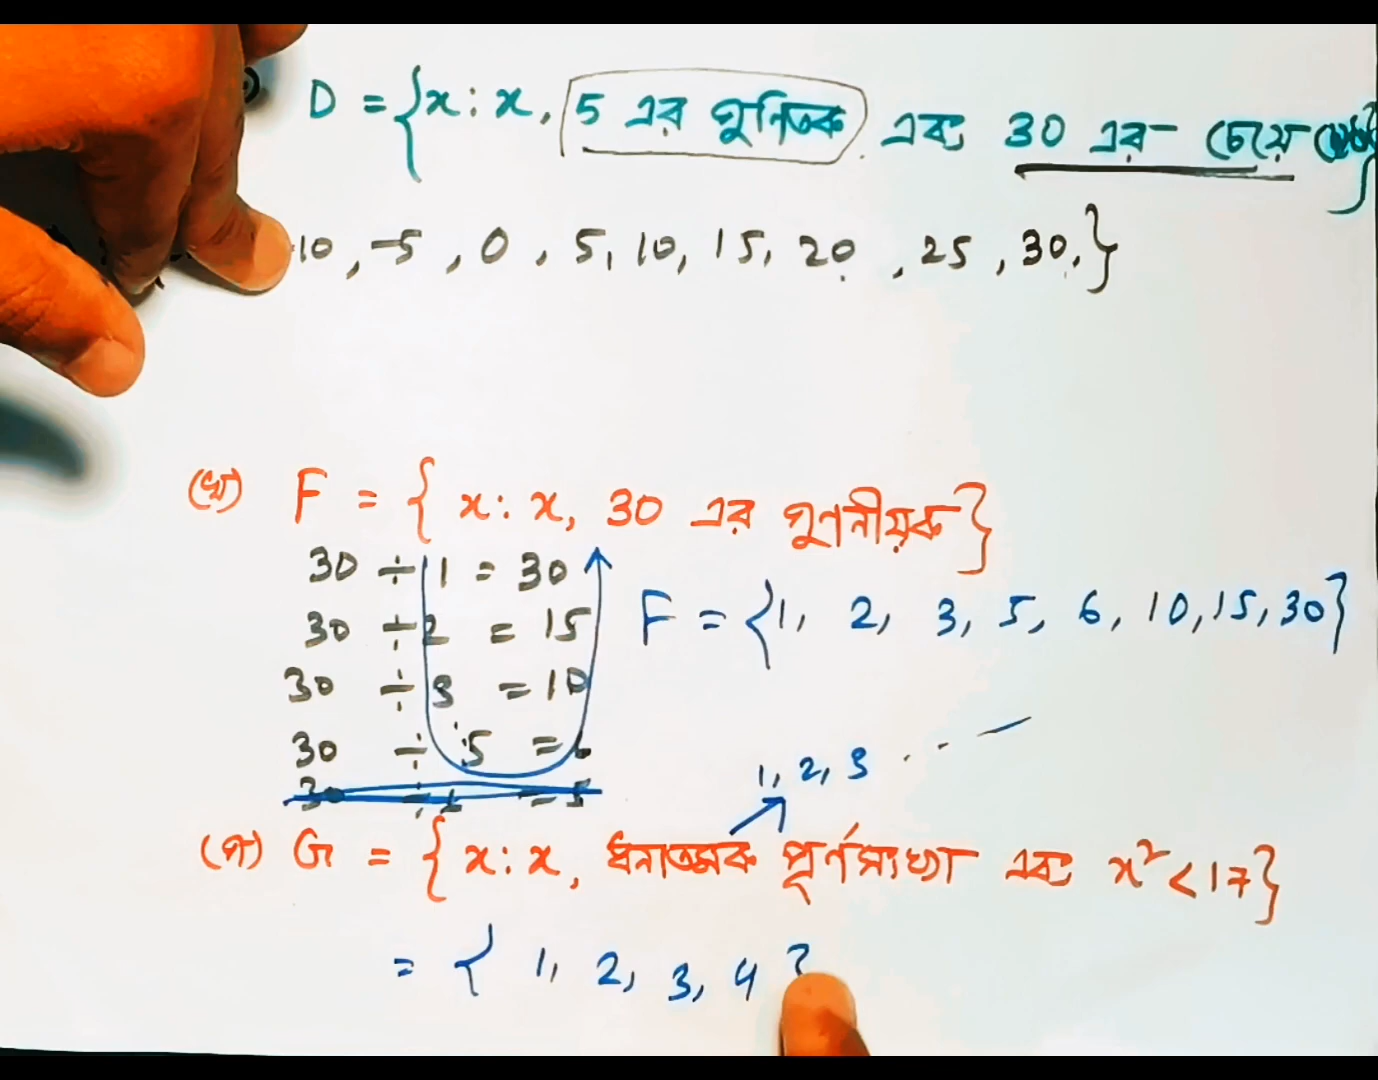 D = {x : x, 5 এর গুণিতক এবং 30 এর চেয়ে }
10, -5, 0, 5, 10, 15, 20, 25, 30, }
(খ) F = { x : x, 30 এর গুণনীয়ক }
30 ÷ 1 = 30
30 ÷ 2 = 15
30 ÷ 3 = 10
30 ÷ 5 = 6
F = {1, 2, 3, 5, 6, 10, 15, 30}
1, 2, 3 . . .
(গ) G = { x : x, ধনাত্মক পূর্ণসংখ্যা এবং x² < 17 }
= { 1, 2, 3, 4 }